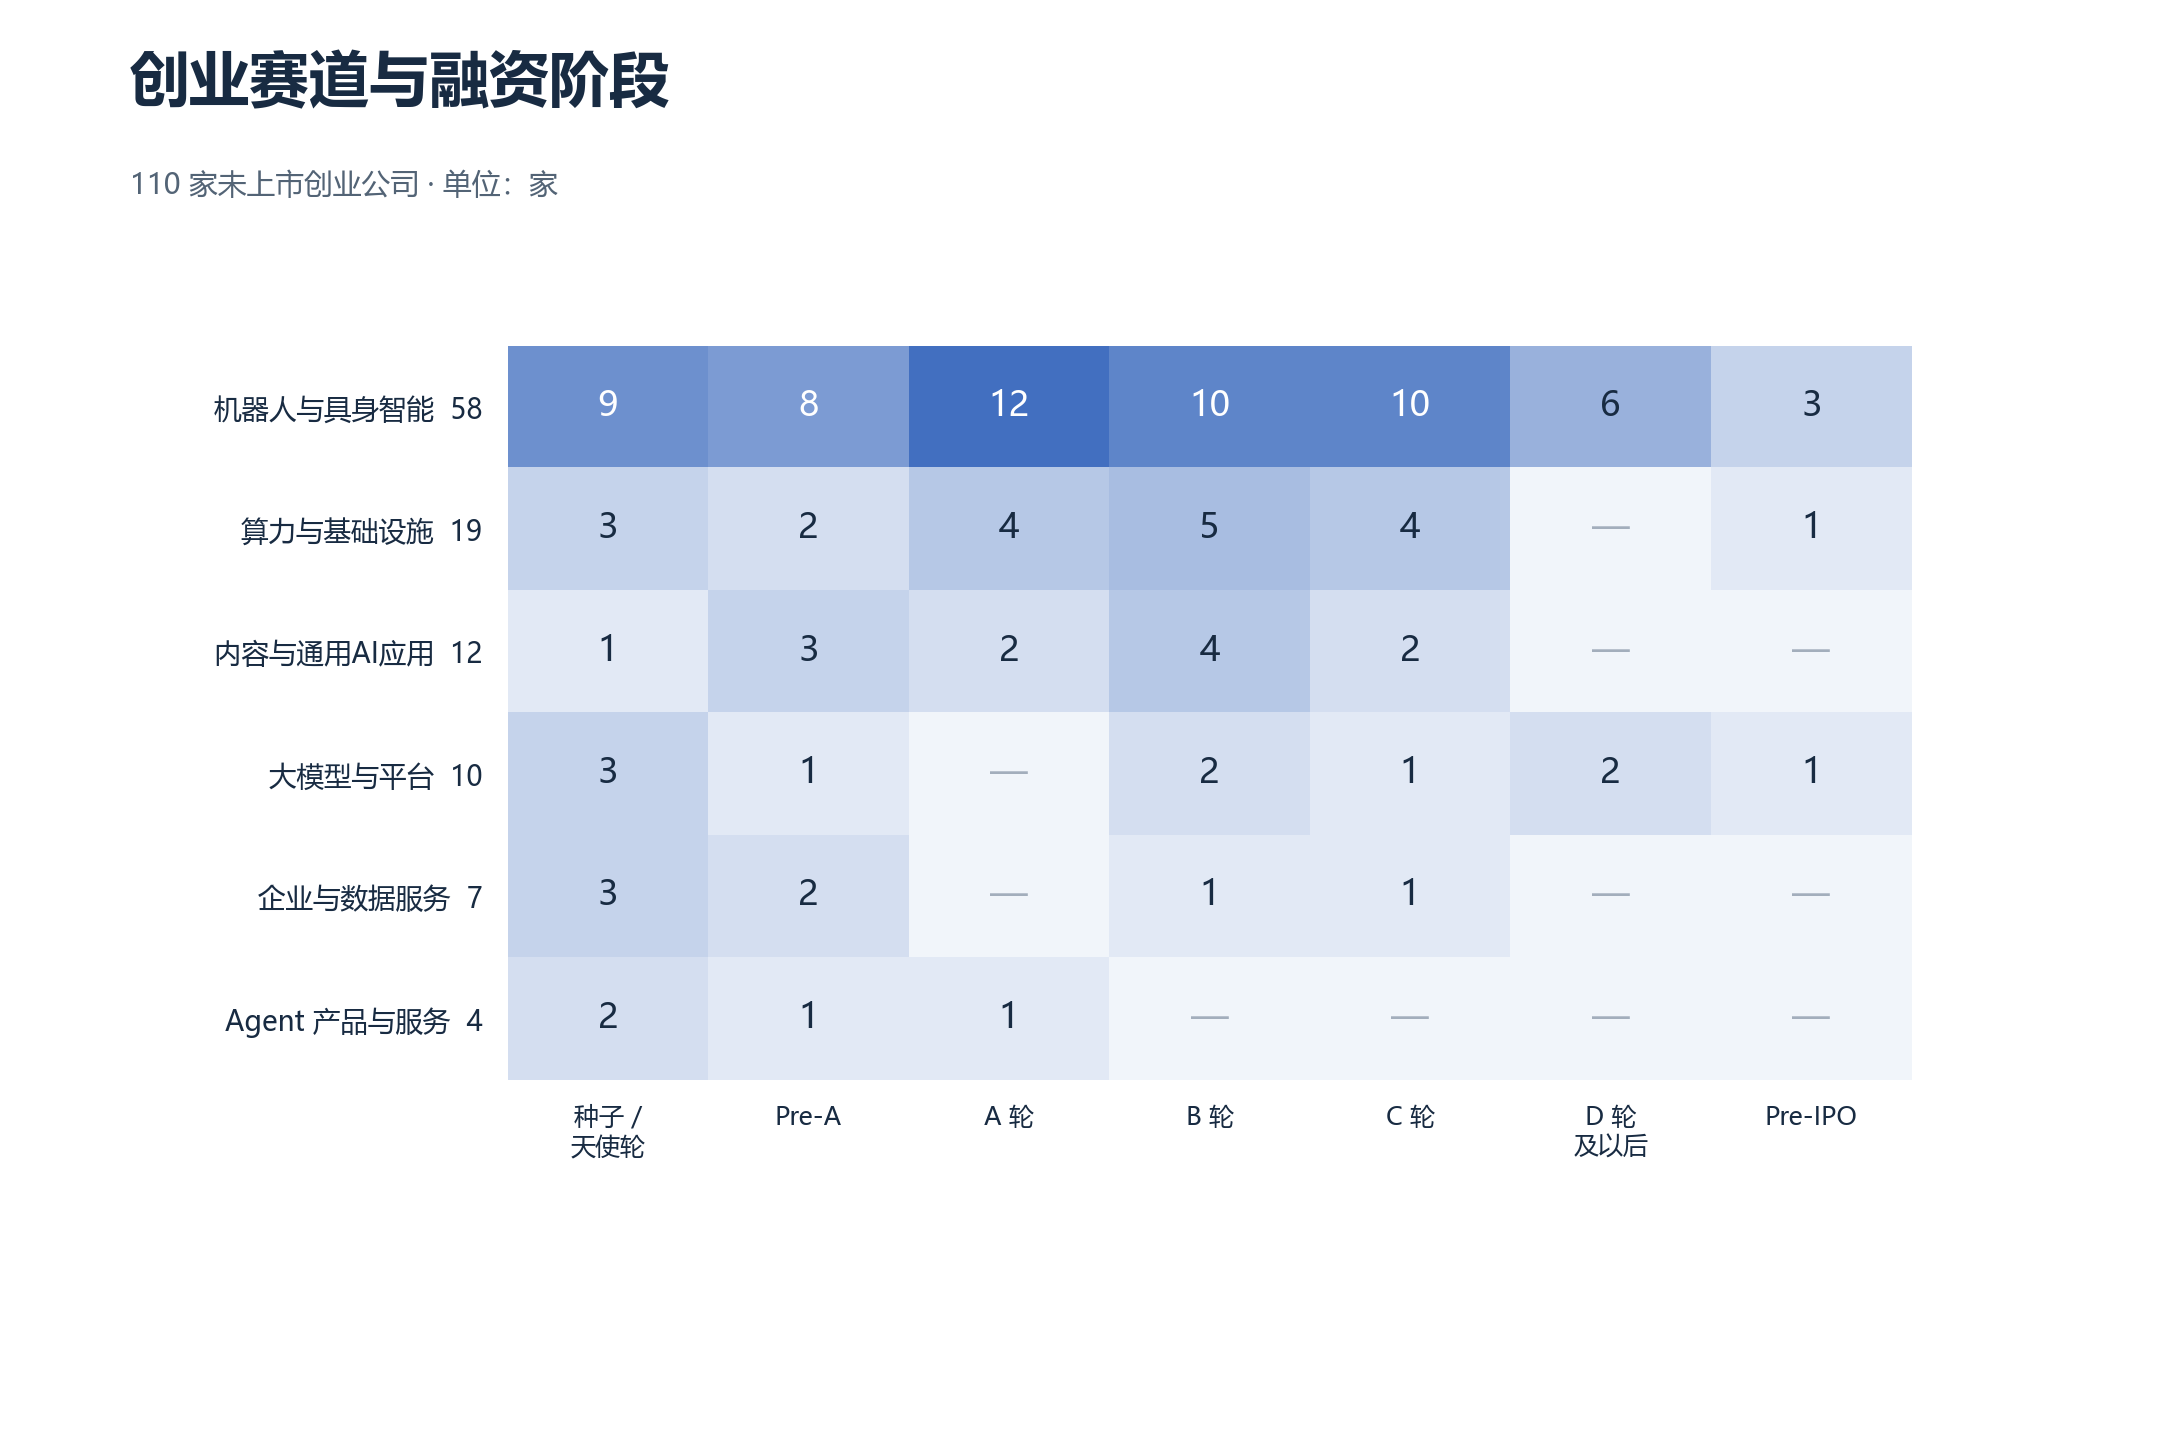 创业赛道与融资阶段
110 家未上市创业公司 · 单位：家
机器人与具身智能 58 9 8 12 10 10 6 3
算力与基础设施 19 3 2 4 5 4 — 1
内容与通用AI应用 12 1 3 2 4 2 — —
大模型与平台 10 3 1 — 2 1 2 1
企业与数据服务 7 3 2 — 1 1 — —
Agent 产品与服务 4 2 1 1 — — — —
种子 / Pre-A A 轮 B 轮 C 轮 D 轮 Pre-IPO
天使轮 及以后